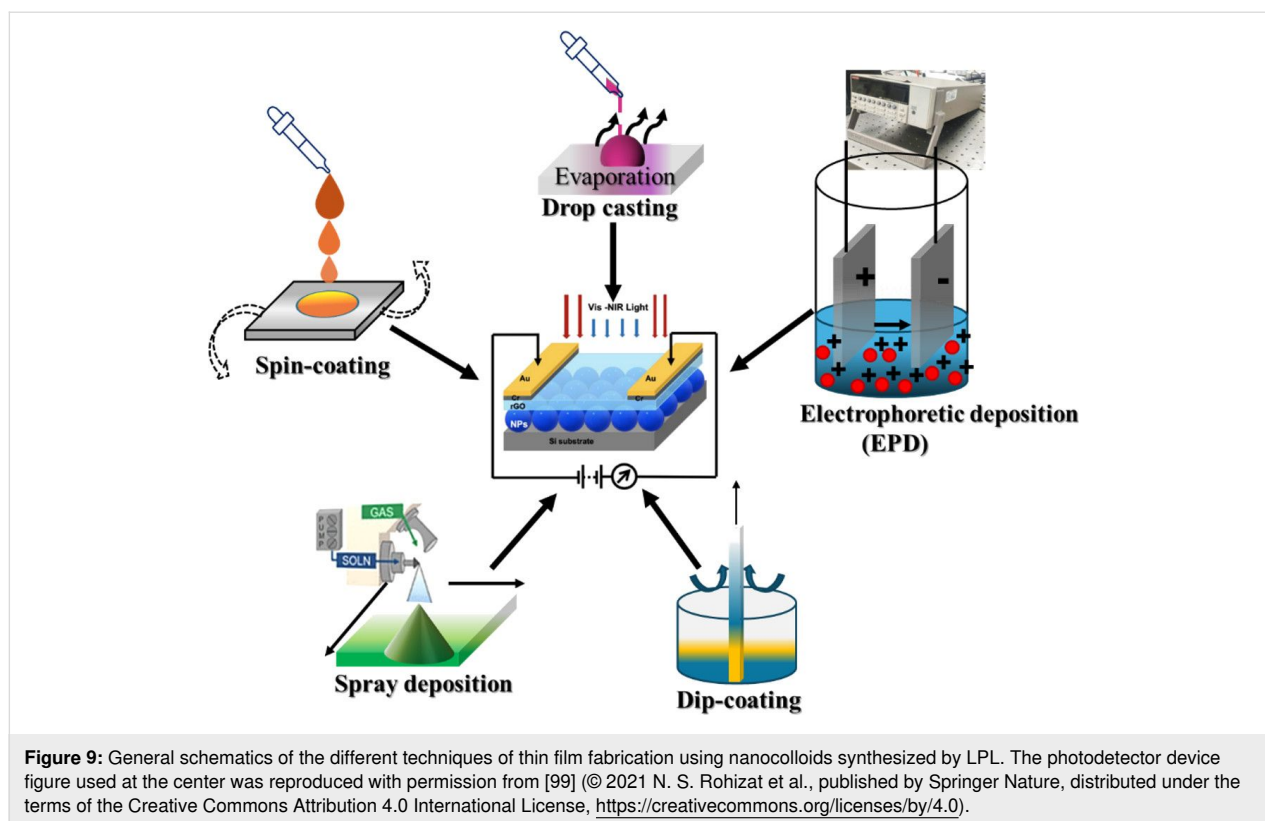 Evaporation
Drop casting
Spin-coating
+
-
Electrophoretic deposition
(EPD)
Vis -NIR Light
Au
Au
Cr
Cr
rGO
NPs
Si substrate
PUMP
GAS
SOLN
Spray deposition
Dip-coating
Figure 9: General schematics of the different techniques of thin film fabrication using nanocolloids synthesized by LPL. The photodetector device
figure used at the center was reproduced with permission from [99] (© 2021 N. S. Rohizat et al., published by Springer Nature, distributed under the
terms of the Creative Commons Attribution 4.0 International License, https://creativecommons.org/licenses/by/4.0).